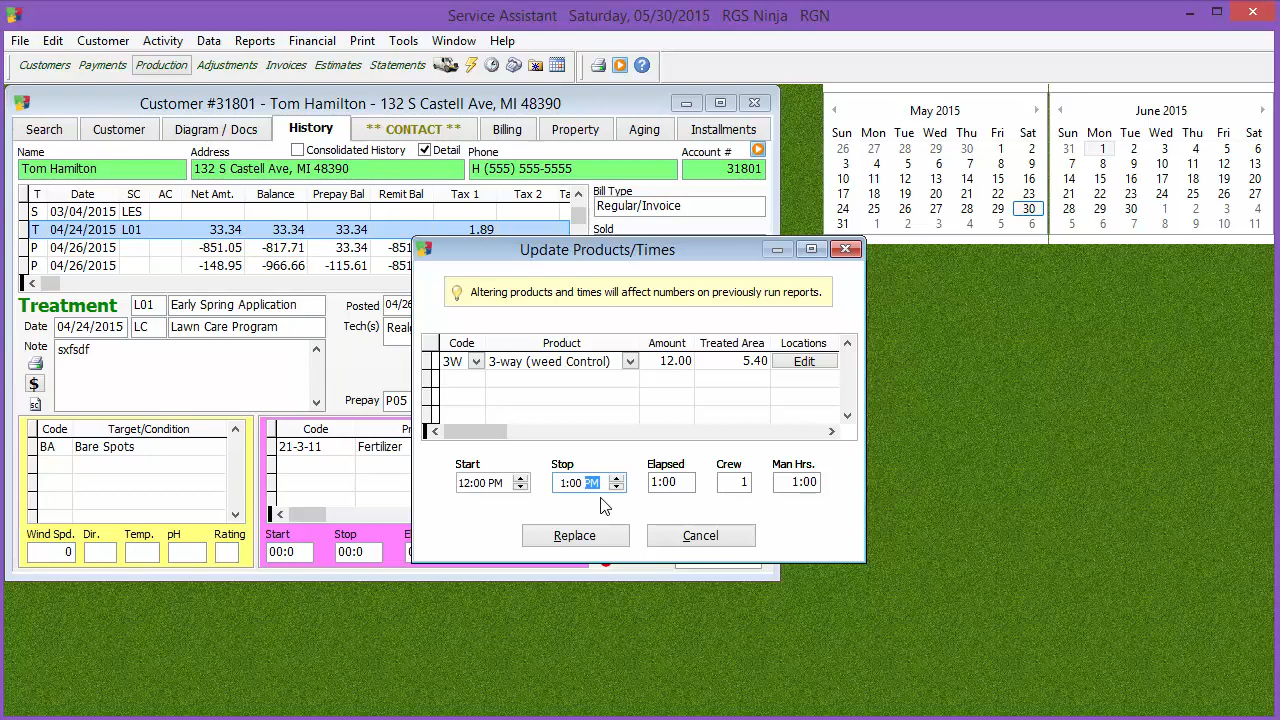 Service Assistant Saturday, 05/30/2015 RGS Ninja RGN
File Edit Customer Activity Data Reports Financial Print Tools Window Help
Customers Payments Production Adjustments Invoices Estimates Statements
Customer #31801 - Tom Hamilton - 132 S Castell Ave, MI 48390
Search Customer Diagram / Docs History ** CONTACT ** Billing Property Aging Installments
Name Address Consolidated History Detail Phone Account #
Tom Hamilton 132 S Castell Ave, MI 48390 H (555) 555-5555 31801
T Date SC AC Net Amt. Balance Prepay Bal Remit Bal Tax 1 Tax 2 Ta
S 03/04/2015 LES
T 04/24/2015 L01 33.34 33.34 33.34 1.89
P 04/26/2015 -851.05 -817.71 33.34 -851
P 04/26/2015 -148.95 -966.66 -115.61 -851
Bill Type
Regular/Invoice
Sold
Treatment L01 Early Spring Application Posted 04/26
Date 04/24/2015 LC Lawn Care Program Tech(s) Real
Note sxfsdf
$
SC
Prepay P05
Code Target/Condition
BA Bare Spots
Wind Spd. Dir. Temp. pH Rating
0
Code Pr
21-3-11 Fertilizer
Start Stop E
00:0 00:0 0
Update Products/Times
Altering products and times will affect numbers on previously run reports.
Code Product Amount Treated Area Locations
3W 3-way (weed Control) 12.00 5.40 Edit
Start Stop Elapsed Crew Man Hrs.
12:00 PM 1:00 PM 1:00 1 1:00
Replace Cancel
May 2015
Sun Mon Tue Wed Thu Fri Sat
26 27 28 29 30 1 2
3 4 5 6 7 8 9
10 11 12 13 14 15 16
17 18 19 20 21 22 23
24 25 26 27 28 29 30
31 1 2 3 4 5 6
June 2015
Sun Mon Tue Wed Thu Fri Sat
31 1 2 3 4 5 6
7 8 9 10 11 12 13
14 15 16 17 18 19 20
21 22 23 24 25 26 27
28 29 30 1 2 3 4
5 6 7 8 9 10 11